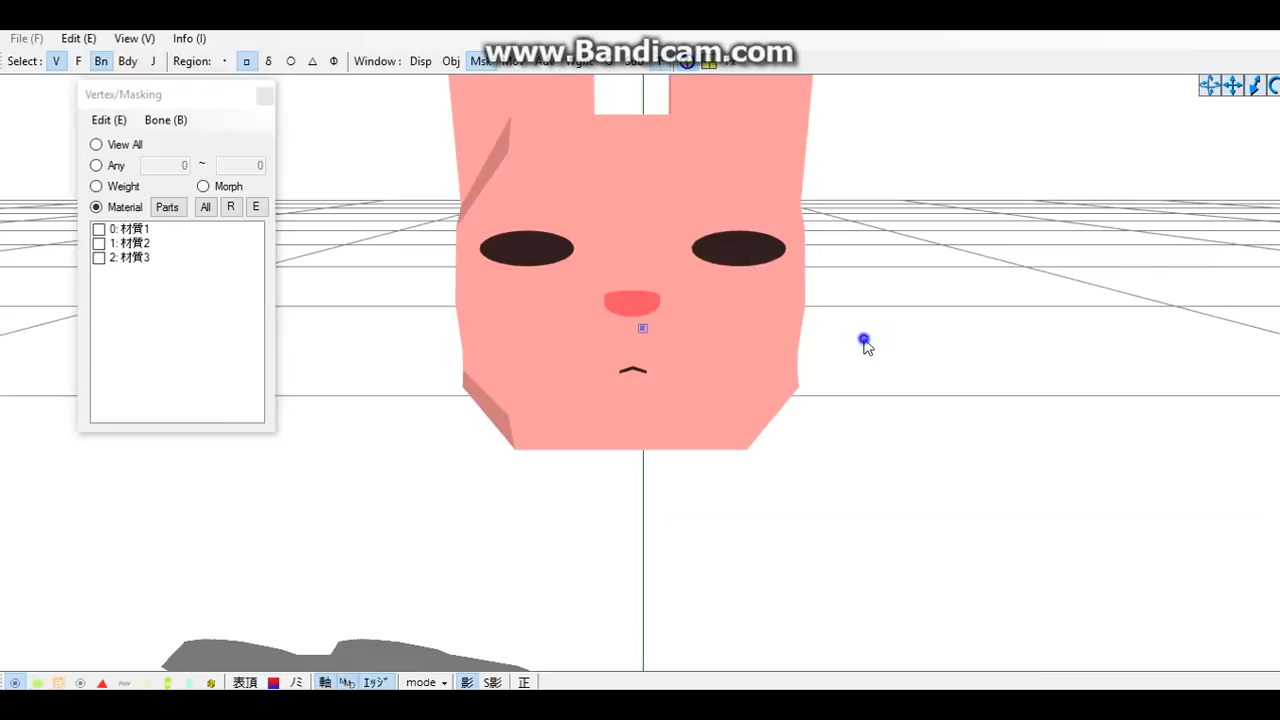 www.Bandicam.com
File (F) Edit (E) View (V) Info (I)
Select: V F Bn Bdy J Region: Window : Disp Obj Msk
Vertex/Masking
Edit (E) Bone (B)
View All
Any 0 ~ 0
Weight Morph
Material Parts All R E
0: 材質1
1: 材質2
2: 材質3
表頂 ノミ 軸 エッジ mode 影 S影 正